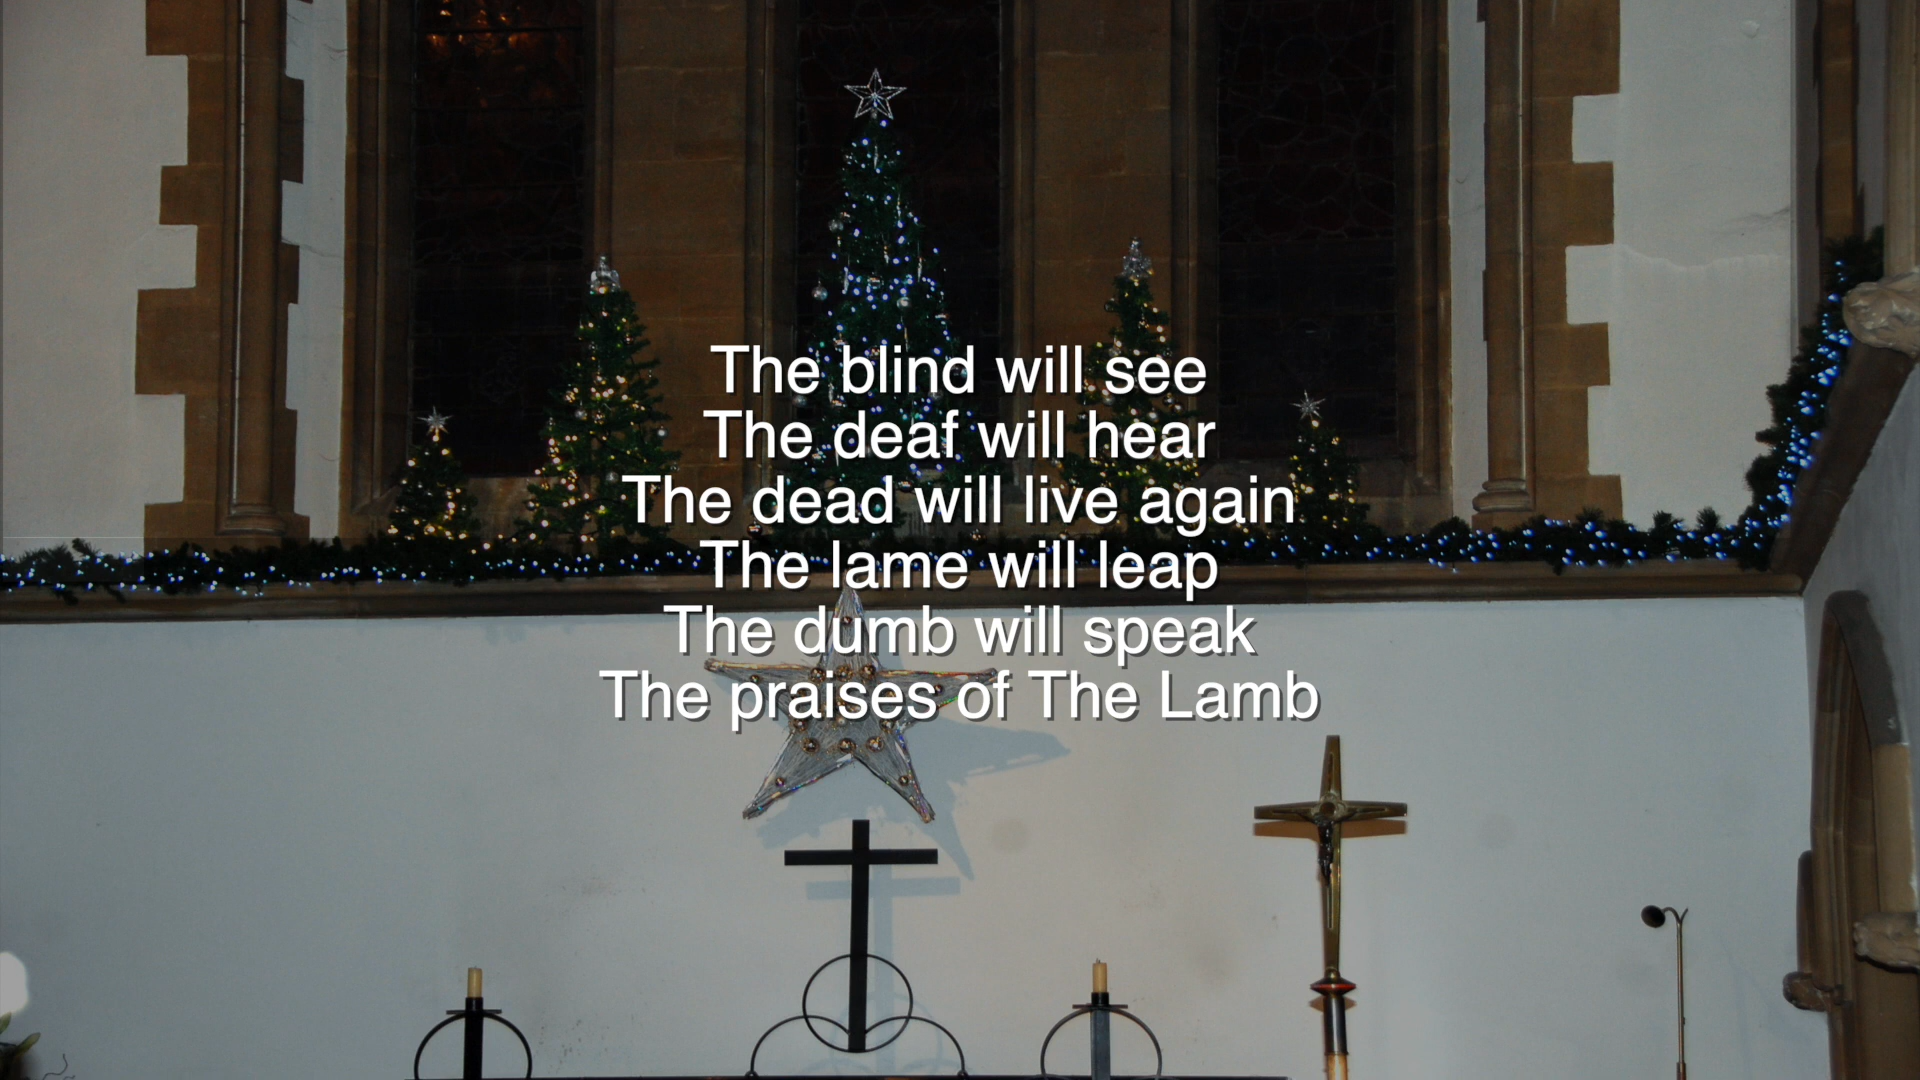 The blind will see
The deaf will hear
The dead will live again
The lame will leap
The dumb will speak
The praises of The Lamb